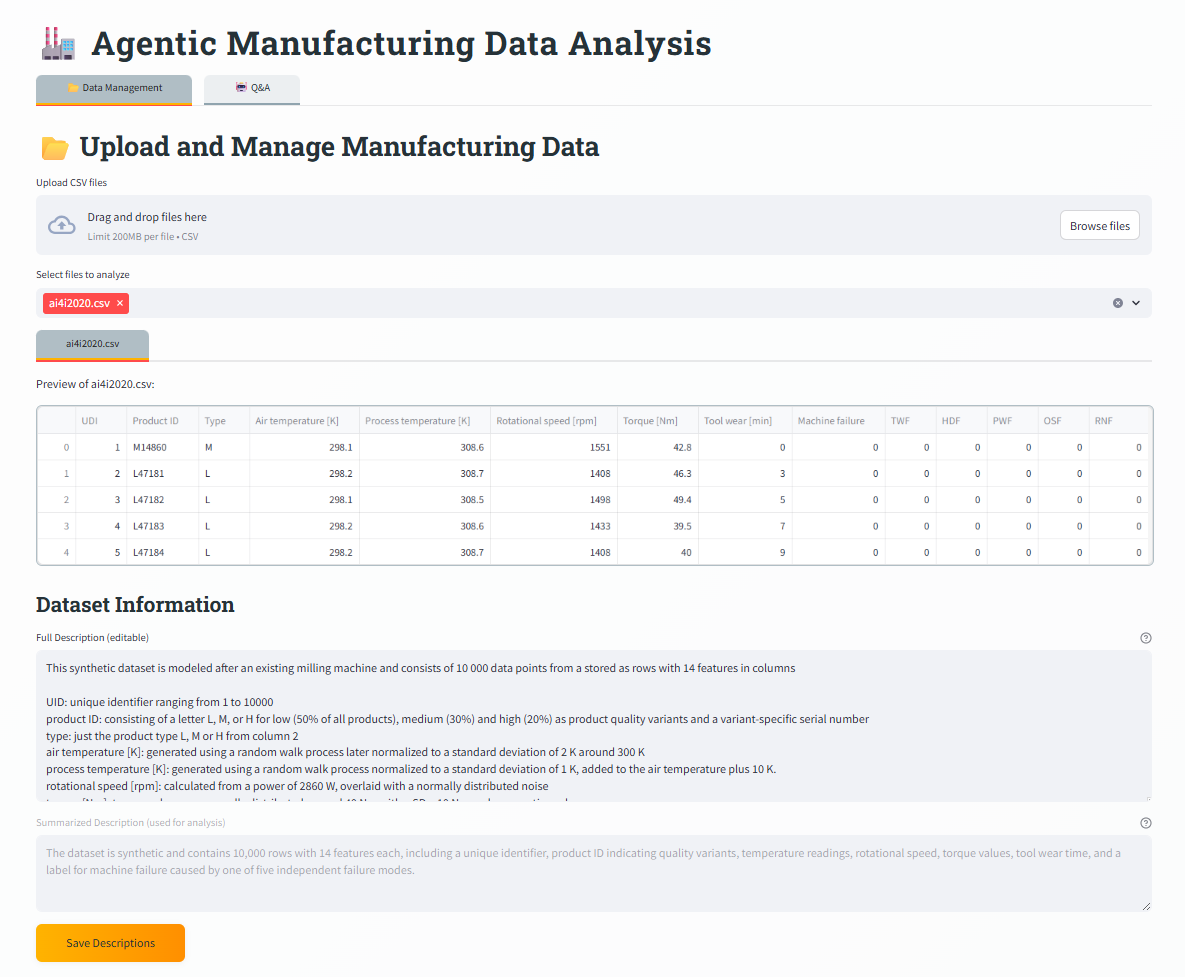 Agentic Manufacturing Data Analysis
Data Management
Q&A
Upload and Manage Manufacturing Data
Upload CSV files
Drag and drop files here
Limit 200MB per file • CSV
Browse files
Select files to analyze
ai4i2020.csv ×
ai4i2020.csv
Preview of ai4i2020.csv:
UDI Product ID Type Air temperature [K] Process temperature [K] Rotational speed [rpm] Torque [Nm] Tool wear [min] Machine failure TWF HDF PWF OSF RNF
0 1 M14860 M 298.1 308.6 1551 42.8 0 0 0 0 0 0 0
1 2 L47181 L 298.2 308.7 1408 46.3 3 0 0 0 0 0 0
2 3 L47182 L 298.1 308.5 1498 49.4 5 0 0 0 0 0 0
3 4 L47183 L 298.2 308.6 1433 39.5 7 0 0 0 0 0 0
4 5 L47184 L 298.2 308.7 1408 40 9 0 0 0 0 0 0
Dataset Information
Full Description (editable)
This synthetic dataset is modeled after an existing milling machine and consists of 10 000 data points from a stored as rows with 14 features in columns
UID: unique identifier ranging from 1 to 10000
product ID: consisting of a letter L, M, or H for low (50% of all products), medium (30%) and high (20%) as product quality variants and a variant-specific serial number
type: just the product type L, M or H from column 2
air temperature [K]: generated using a random walk process later normalized to a standard deviation of 2 K around 300 K
process temperature [K]: generated using a random walk process normalized to a standard deviation of 1 K, added to the air temperature plus 10 K.
rotational speed [rpm]: calculated from a power of 2860 W, overlaid with a normally distributed noise
Summarized Description (used for analysis)
The dataset is synthetic and contains 10,000 rows with 14 features each, including a unique identifier, product ID indicating quality variants, temperature readings, rotational speed, torque values, tool wear time, and a
label for machine failure caused by one of five independent failure modes.
Save Descriptions